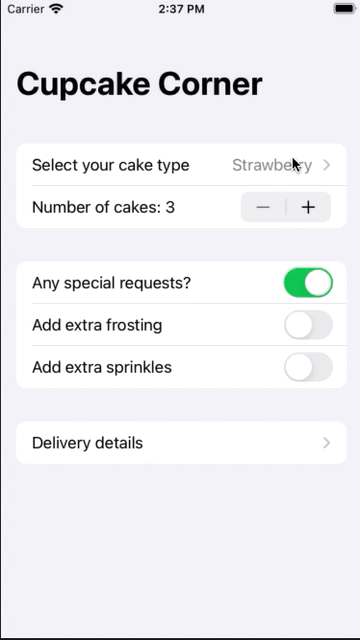 Carrier 2:37 PM
Cupcake Corner
Select your cake type Strawberry
Number of cakes: 3
Any special requests?
Add extra frosting
Add extra sprinkles
Delivery details